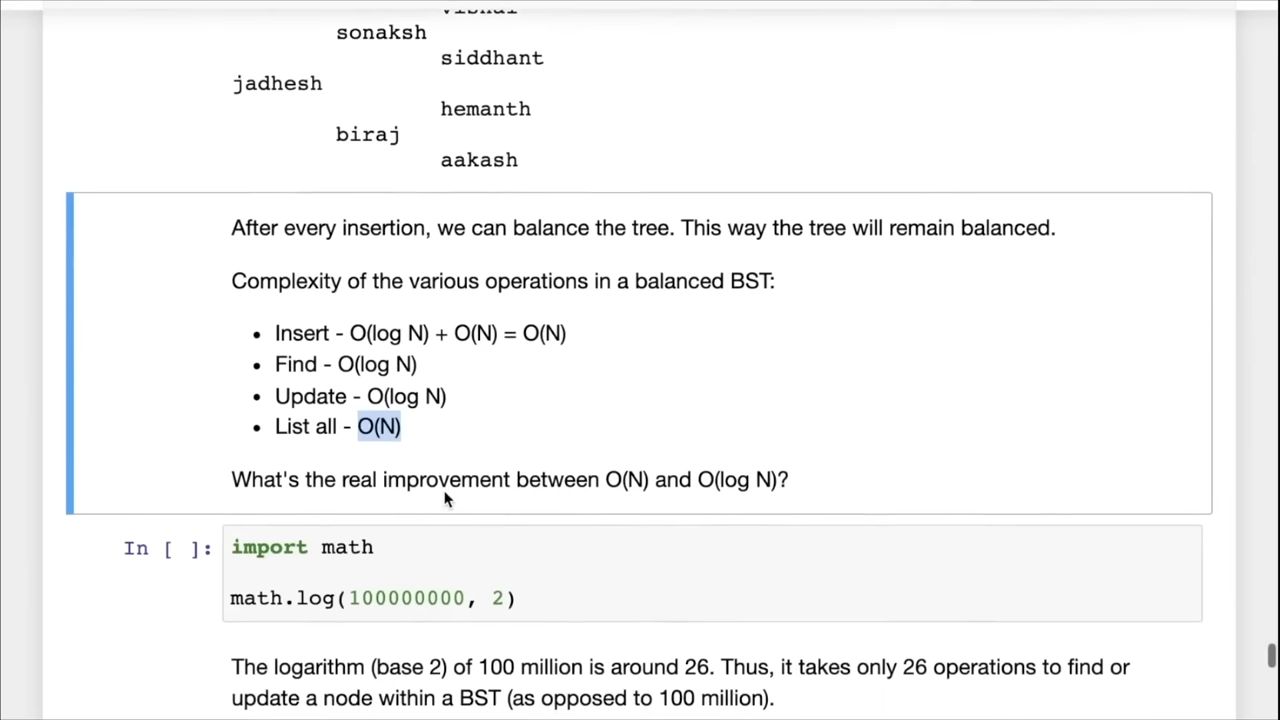 sonaksh
siddhant
jadhesh
hemanth
biraj
aakash
After every insertion, we can balance the tree. This way the tree will remain balanced.
Complexity of the various operations in a balanced BST:
• Insert - O(log N) + O(N) = O(N)
• Find - O(log N)
• Update - O(log N)
• List all - O(N)
What's the real improvement between O(N) and O(log N)?
In [ ]: import math
math.log(100000000, 2)
The logarithm (base 2) of 100 million is around 26. Thus, it takes only 26 operations to find or
update a node within a BST (as opposed to 100 million).